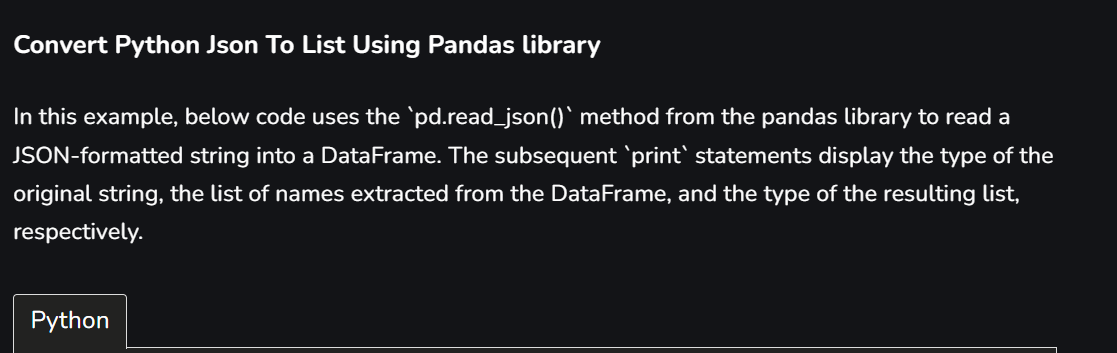 Convert Python Json To List Using Pandas library
In this example, below code uses the `pd.read_json()` method from the pandas library to read a
JSON-formatted string into a DataFrame. The subsequent `print` statements display the type of the
original string, the list of names extracted from the DataFrame, and the type of the resulting list,
respectively.
Python